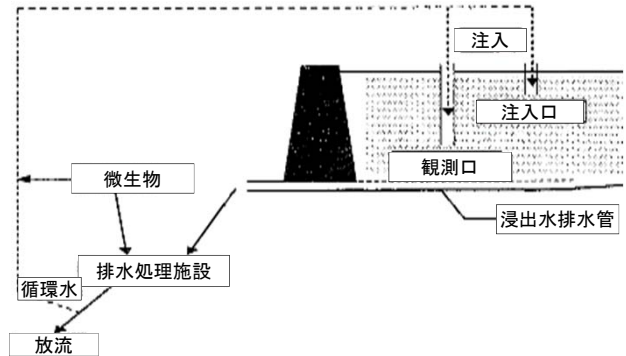 注入
注入口
観測口
微生物
浸出水排水管
排水処理施設
循環水
放流